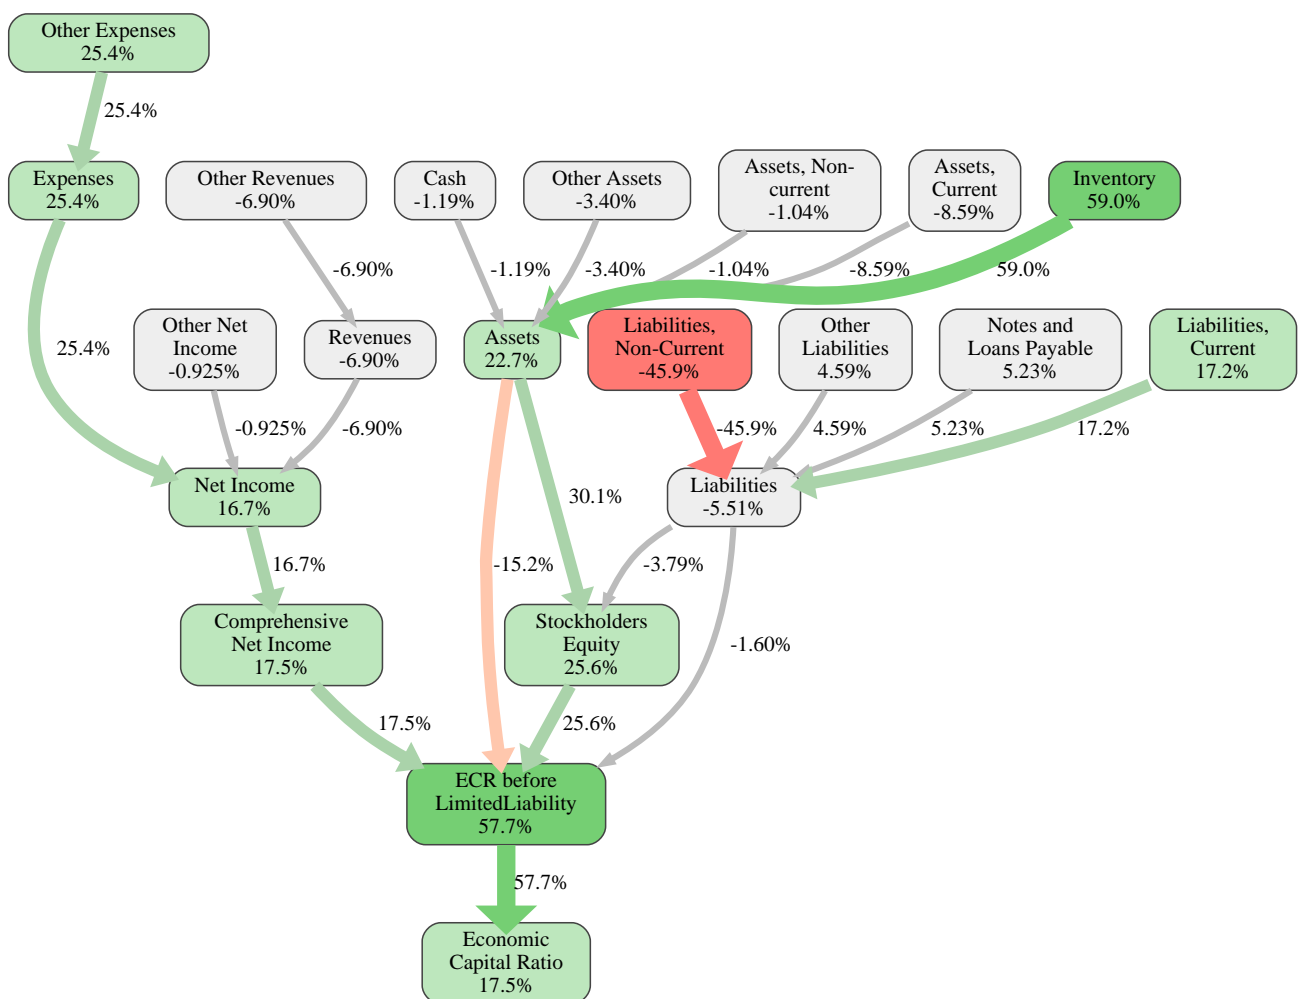 Other Expenses
25.4%
25.4%
Expenses
25.4%
Other Revenues
-6.90%
Cash
-1.19%
Other Assets
-3.40%
Assets, Non-
current
-1.04%
Assets,
Current
-8.59%
Inventory
59.0%
-6.90%
-1.19%
-3.40%
-1.04%
-8.59%
59.0%
25.4%
Other Net
Income
-0.925%
Revenues
-6.90%
Assets
22.7%
Liabilities,
Non-Current
-45.9%
Other
Liabilities
4.59%
Notes and
Loans Payable
5.23%
Liabilities,
Current
17.2%
-0.925%
-6.90%
-45.9%
4.59%
5.23%
17.2%
Net Income
16.7%
30.1%
Liabilities
-5.51%
16.7%
-15.2%
-3.79%
Comprehensive
Net Income
17.5%
Stockholders
Equity
25.6%
-1.60%
17.5%
25.6%
ECR before
LimitedLiability
57.7%
57.7%
Economic
Capital Ratio
17.5%